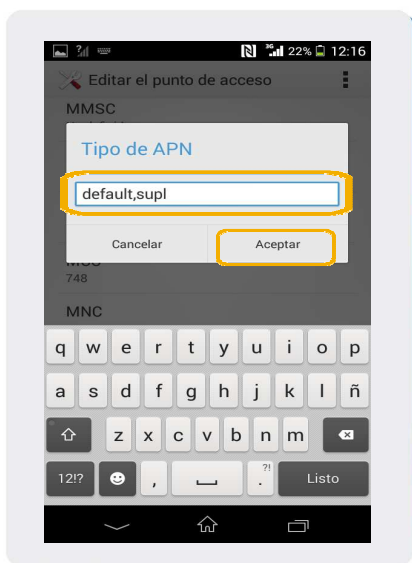 3G 22% 12:16
Editar el punto de acceso
MMSC
Tipo de APN
default,supl
Cancelar Aceptar
748
MNC
q w e r t y u i o p
a s d f g h j k l ñ
z x c v b n m
12!? , ?! . Listo